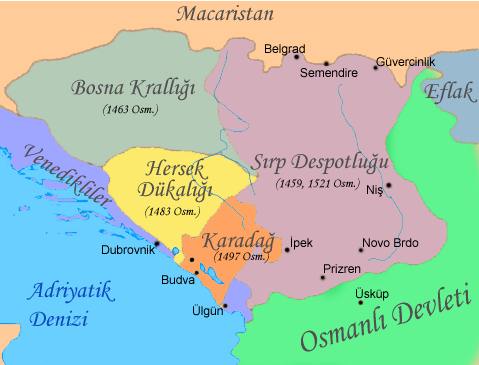 Macaristan
Belgrad
Semendire
Güvercinlik
Bosna Krallığı
(1463 Osm.)
Eflak
Venedikliler
Hersek
Dükalığı
(1483 Osm.)
Sırp Despotluğu
(1459, 1521 Osm.)
Niş
Karadağ
(1497 Osm.)
Dubrovnik
İpek
Novo Brdo
Budva
Prizren
Adriyatik
Denizi
Ülgün
Üsküp
Osmanlı Devleti